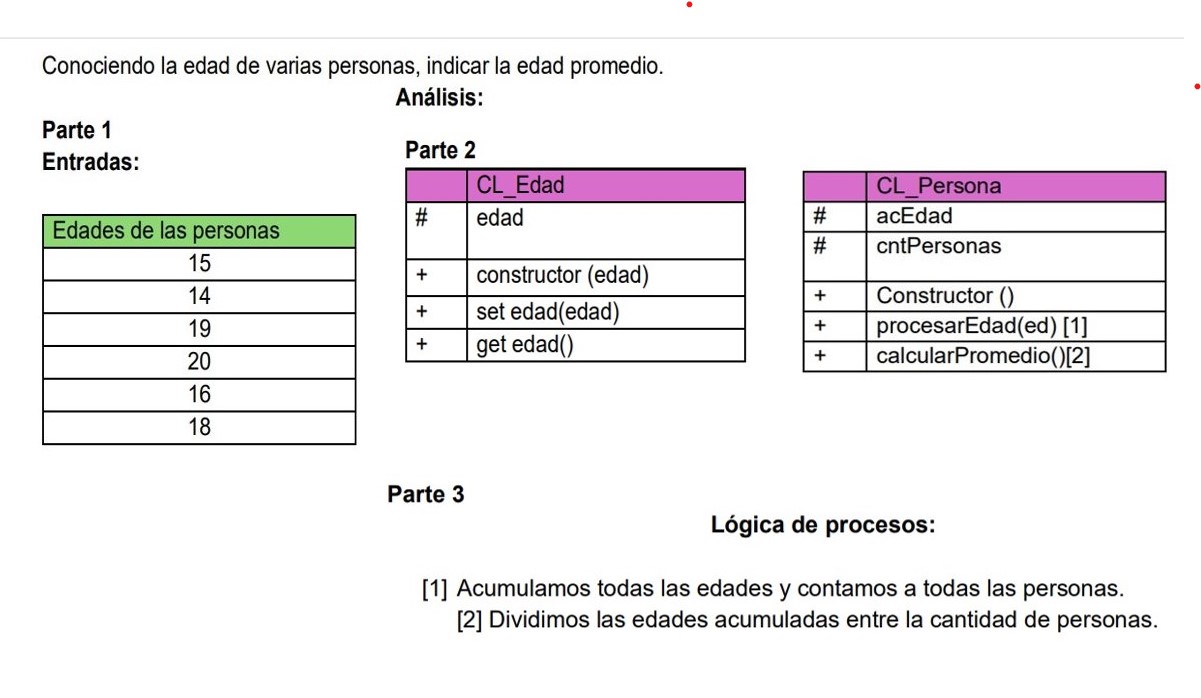 Conociendo la edad de varias personas, indicar la edad promedio.
Análisis:
Parte 1
Entradas:
Edades de las personas
15
14
19
20
16
18
Parte 2
CL_Edad
# edad
+ constructor (edad)
+ set edad(edad)
+ get edad()
CL_Persona
# acEdad
# cntPersonas
+ Constructor ()
+ procesarEdad(ed) [1]
+ calcularPromedio()[2]
Parte 3
Lógica de procesos:
[1] Acumulamos todas las edades y contamos a todas las personas.
[2] Dividimos las edades acumuladas entre la cantidad de personas.